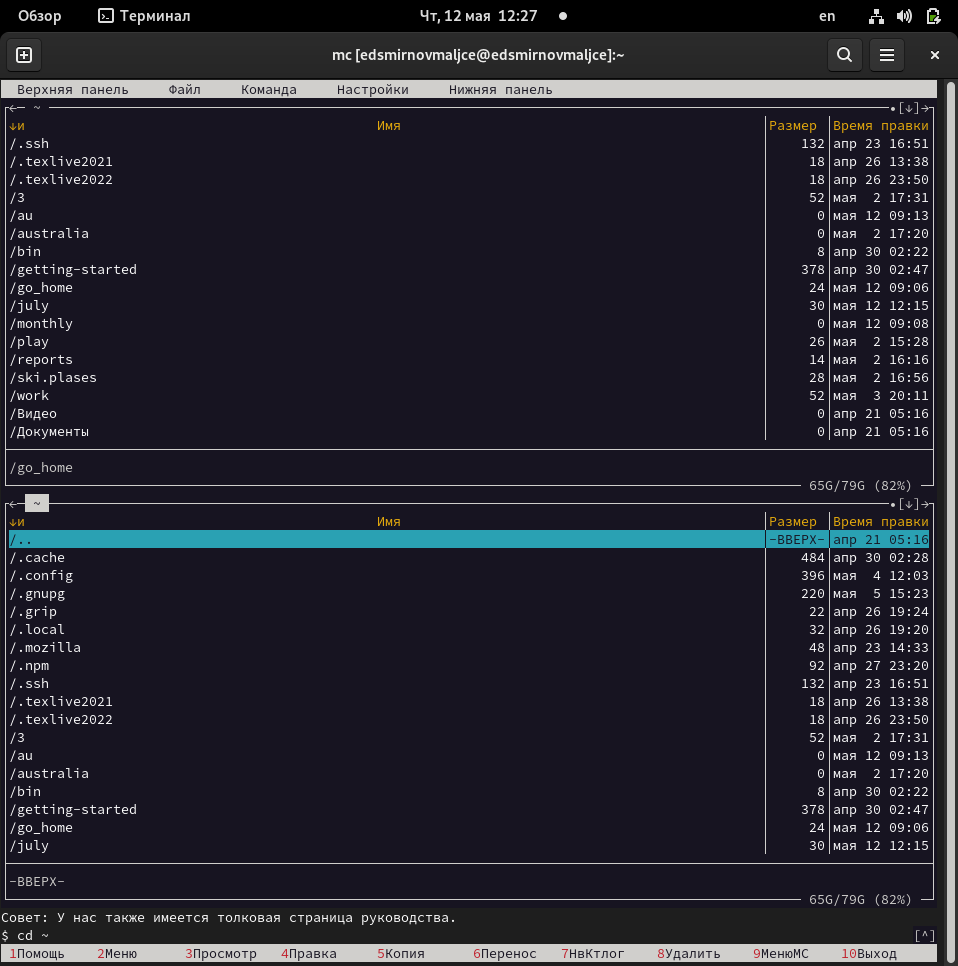 Обзор Терминал Чт, 12 мая 12:27 en
mc [edsmirnovmaljce@edsmirnovmaljce]:~
Верхняя панель Файл Команда Настройки Нижняя панель
←─ ~ •[↓]→
↓и Имя Размер Время правки
/.ssh 132 апр 23 16:51
/.texlive2021 18 апр 26 13:38
/.texlive2022 18 апр 26 23:50
/3 52 мая 2 17:31
/au 0 мая 12 09:13
/australia 0 мая 2 17:20
/bin 8 апр 30 02:22
/getting-started 378 апр 30 02:47
/go_home 24 мая 12 09:06
/july 30 мая 12 12:15
/monthly 0 мая 12 09:08
/play 26 мая 2 15:28
/reports 14 мая 2 16:16
/ski.plases 28 мая 2 16:56
/work 52 мая 3 20:11
/Видео 0 апр 21 05:16
/Документы 0 апр 21 05:16
/go_home
65G/79G (82%)
←─ ~ •[↓]→
↓и Имя Размер Время правки
/.. -ВВЕРХ- апр 21 05:16
/.cache 484 апр 30 02:28
/.config 396 мая 4 12:03
/.gnupg 220 мая 5 15:23
/.grip 22 апр 26 19:24
/.local 32 апр 26 19:20
/.mozilla 48 апр 23 14:33
/.npm 92 апр 27 23:20
/.ssh 132 апр 23 16:51
/.texlive2021 18 апр 26 13:38
/.texlive2022 18 апр 26 23:50
/3 52 мая 2 17:31
/au 0 мая 12 09:13
/australia 0 мая 2 17:20
/bin 8 апр 30 02:22
/getting-started 378 апр 30 02:47
/go_home 24 мая 12 09:06
/july 30 мая 12 12:15
-ВВЕРХ-
65G/79G (82%)
Совет: У нас также имеется толковая страница руководства.
$ cd ~ [^]
1Помощь 2Меню 3Просмотр 4Правка 5Копия 6Перенос 7НвКтлог 8Удалить 9МенюМС 10Выход